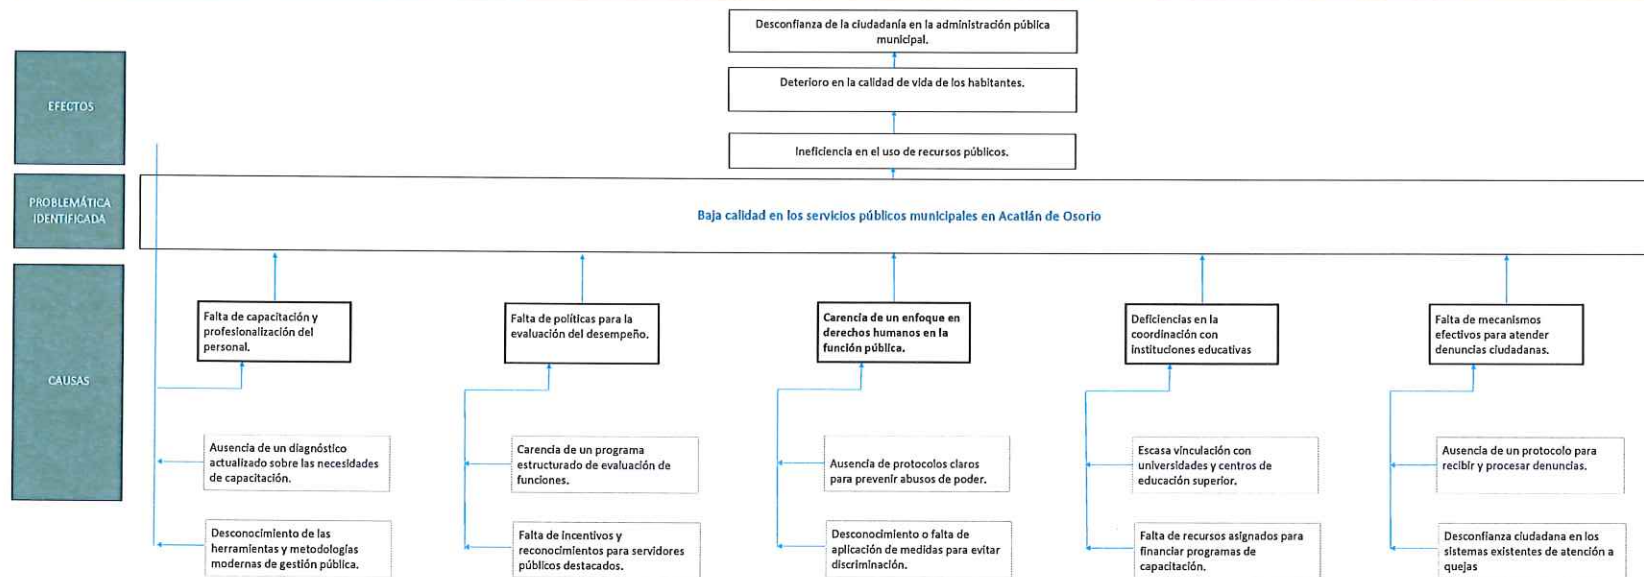 Desconfianza de la ciudadanía en la administración pública
municipal.
EFECTOS
Deterioro en la calidad de vida de los habitantes.
Ineficiencia en el uso de recursos públicos.
PROBLEMÁTICA
IDENTIFICADA
Baja calidad en los servicios públicos municipales en Acatlán de Osorio
CAUSAS
Falta de capacitación y
profesionalización del
personal.
Falta de políticas para la
evaluación del desempeño.
Carencia de un enfoque en
derechos humanos en la
función pública.
Deficiencias en la
coordinación con
instituciones educativas
Falta de mecanismos
efectivos para atender
denuncias ciudadanas.
Ausencia de un diagnóstico
actualizado sobre las necesidades
de capacitación.
Carencia de un programa
estructurado de evaluación de
funciones.
Ausencia de protocolos claros
para prevenir abusos de poder.
Escasa vinculación con
universidades y centros de
educación superior.
Ausencia de un protocolo para
recibir y procesar denuncias.
Desconocimiento de las
herramientas y metodologías
modernas de gestión pública.
Falta de incentivos y
reconocimientos para servidores
públicos destacados.
Desconocimiento o falta de
aplicación de medidas para evitar
discriminación.
Falta de recursos asignados para
financiar programas de
capacitación.
Desconfianza ciudadana en los
sistemas existentes de atención a
quejas